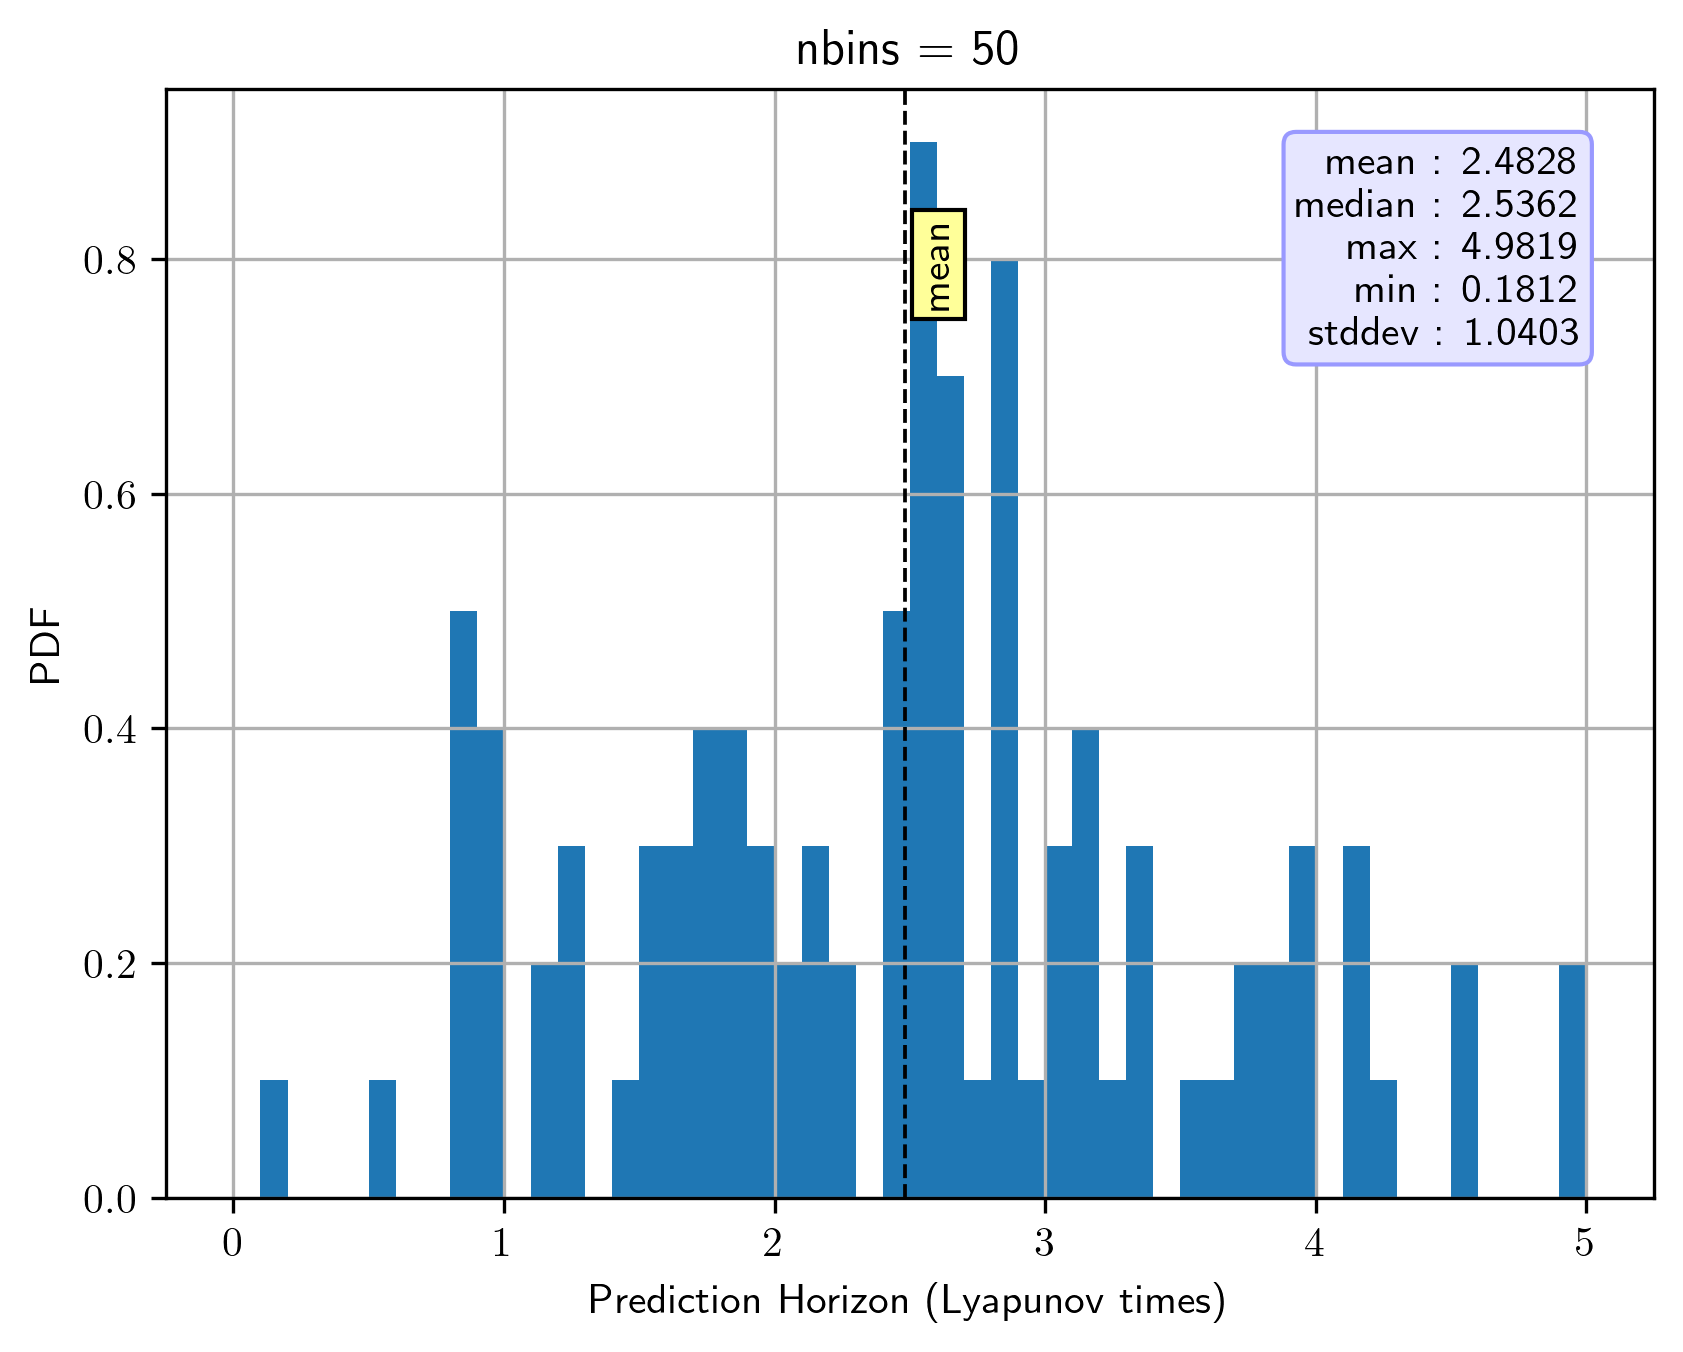 nbins = 50
mean : 2.4828
median : 2.5362
max : 4.9819
min : 0.1812
stddev : 1.0403
mean
PDF
0.8
0.6
0.4
0.2
0.0
0 1 2 3 4 5
Prediction Horizon (Lyapunov times)